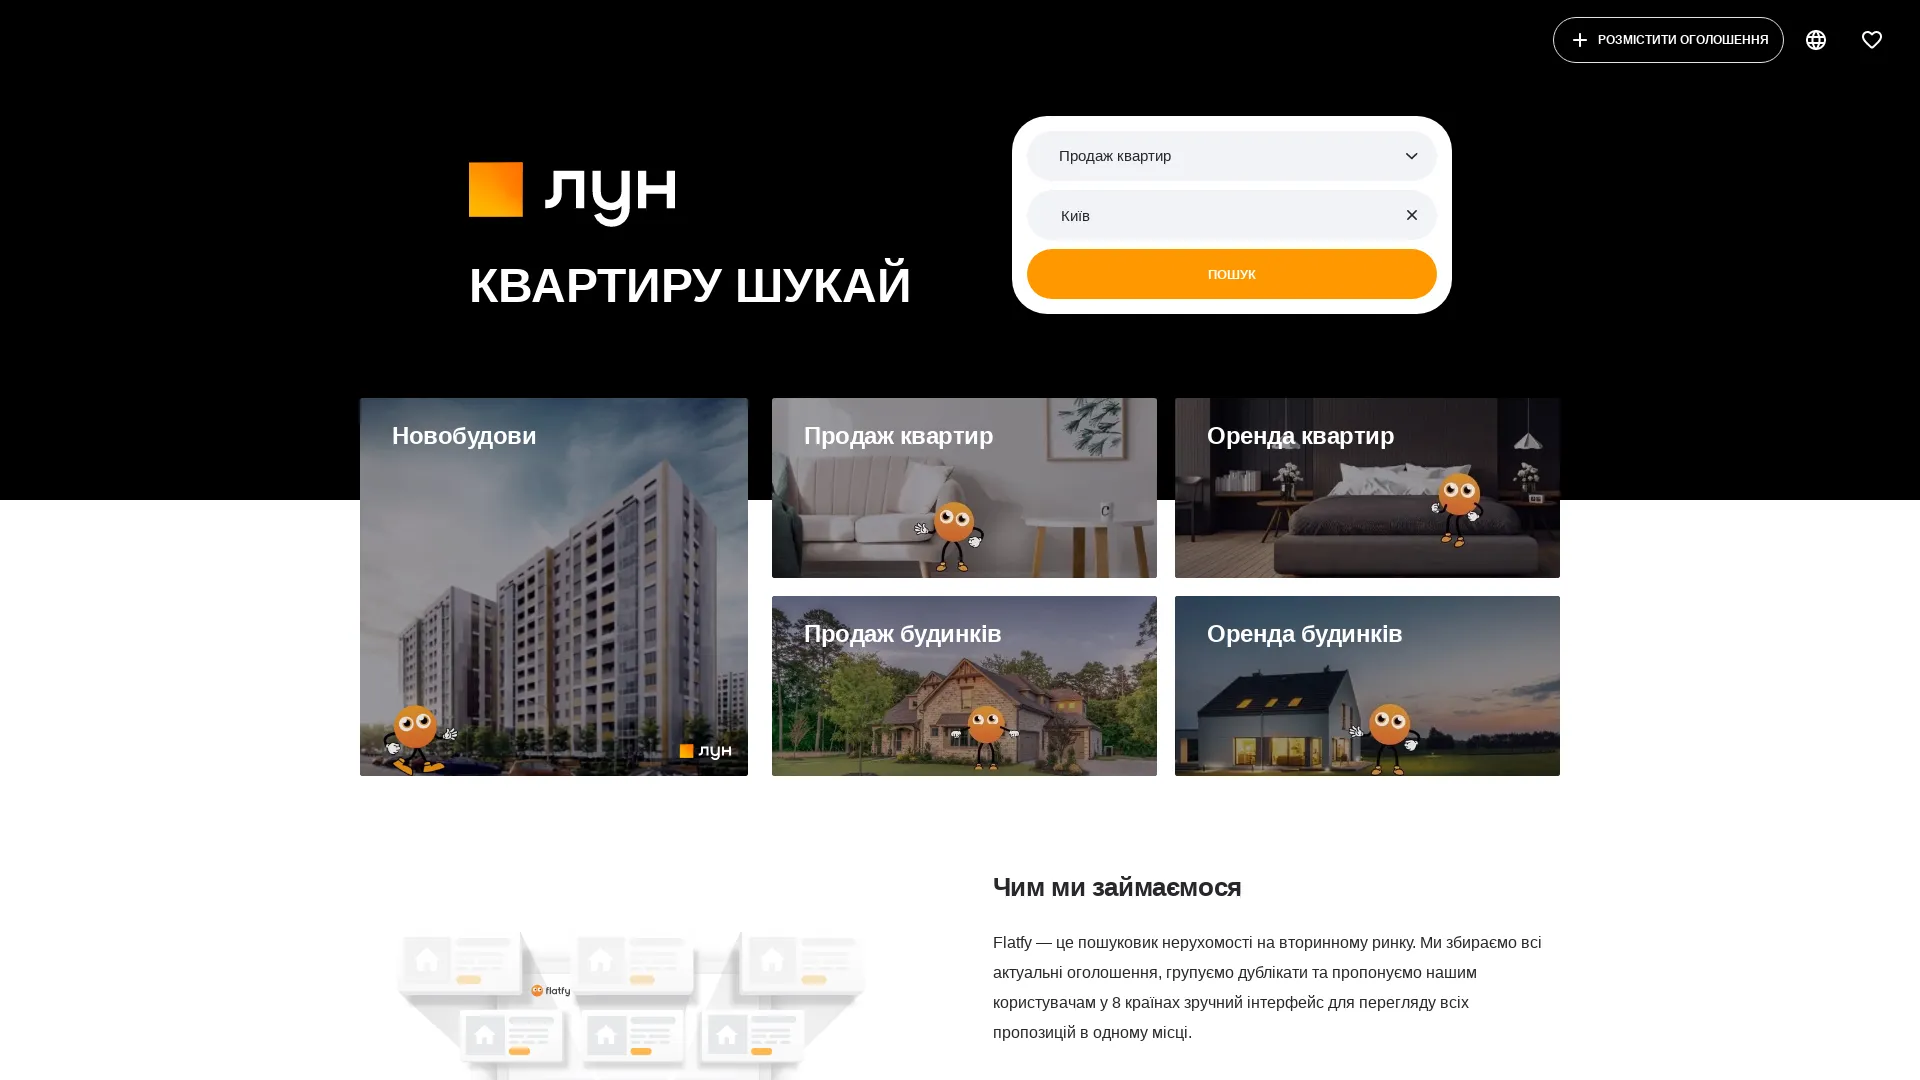 РОЗМІСТИТИ ОГОЛОШЕННЯ
лун
КВАРТИРУ ШУКАЙ
Продаж квартир
Київ
ПОШУК
Новобудови
лун
Продаж квартир
Оренда квартир
Продаж будинків
Оренда будинків
Чим ми займаємося
Flatfy — це пошуковик нерухомості на вторинному ринку. Ми збираємо всі
актуальні оголошення, групуємо дублікати та пропонуємо нашим
користувачам у 8 країнах зручний інтерфейс для перегляду всіх
пропозицій в одному місці.
flatfy